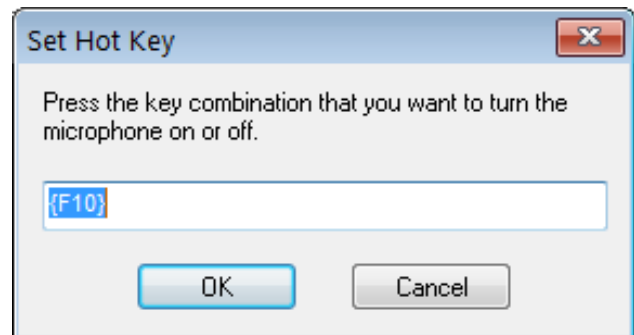 Set Hot Key
Press the key combination that you want to turn the
microphone on or off.
{F10}
OK
Cancel